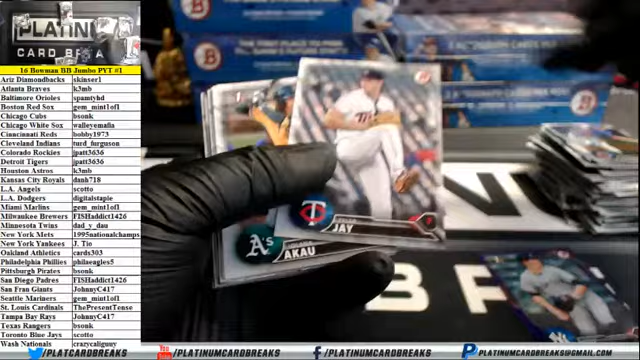 PLATINUM
CARD BREAKS
16 Bowman BB Jumbo PYT #1
Ariz Diamondbacks skinser1
Atlanta Braves k3mb
Baltimore Orioles spamtyhd
Boston Red Sox gem_mint1of1
Chicago Cubs bsonk
Chicago White Sox walleymafia
Cincinnati Reds bobby1973
Cleveland Indians turd_furguson
Colorado Rockies jpatt3636
Detroit Tigers jpatt3636
Houston Astros k3mb
Kansas City Royals danh718
L.A. Angels scotto
L.A. Dodgers digitalstapie
Miami Marlins gem_mint1of1
Milwaukee Brewers FISHaddict1426
Minnesota Twins dad_y_dau
New York Mets 1995nationalchamps
New York Yankees J. Tio
Oakland Athletics cards303
Philadelphia Phillies philaeagles5
Pittsburgh Pirates bsonk
San Diego Padres FISHaddict1426
San Fran Giants JohnnyC417
Seattle Mariners gem_mint1of1
St. Louis Cardinals ThePresentTense
Tampa Bay Rays JohnnyC417
Texas Rangers bsonk
Toronto Blue Jays scotto
Wash Nationals crazycaliguuy
JAY
A's
AKAU
@PLATCARDBREAKS
PLATINUMCARDBREAKS
PLATINUMCARDBREAKS
PLATINUMCARDBREAKS@GMAIL.COM